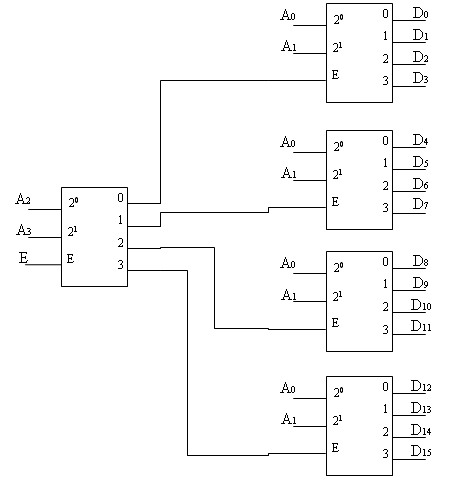 A0 2⁰ 0 D0
A1 2¹ 1 D1
E 2 D2
3 D3
A0 2⁰ 0 D4
A1 2¹ 1 D5
E 2 D6
3 D7
A2 2⁰ 0
A3 2¹ 1
E E 2
3
A0 2⁰ 0 D8
A1 2¹ 1 D9
E 2 D10
3 D11
A0 2⁰ 0 D12
A1 2¹ 1 D13
E 2 D14
3 D15